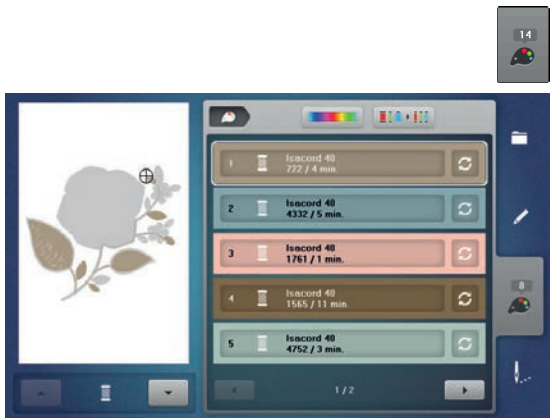 14
1
Isacord 40
722 / 4 min.
2
Isacord 40
4332 / 5 min.
3
Isacord 40
1761 / 1 min.
4
Isacord 40
1565 / 11 min.
5
Isacord 40
4752 / 3 min.
8
1/2